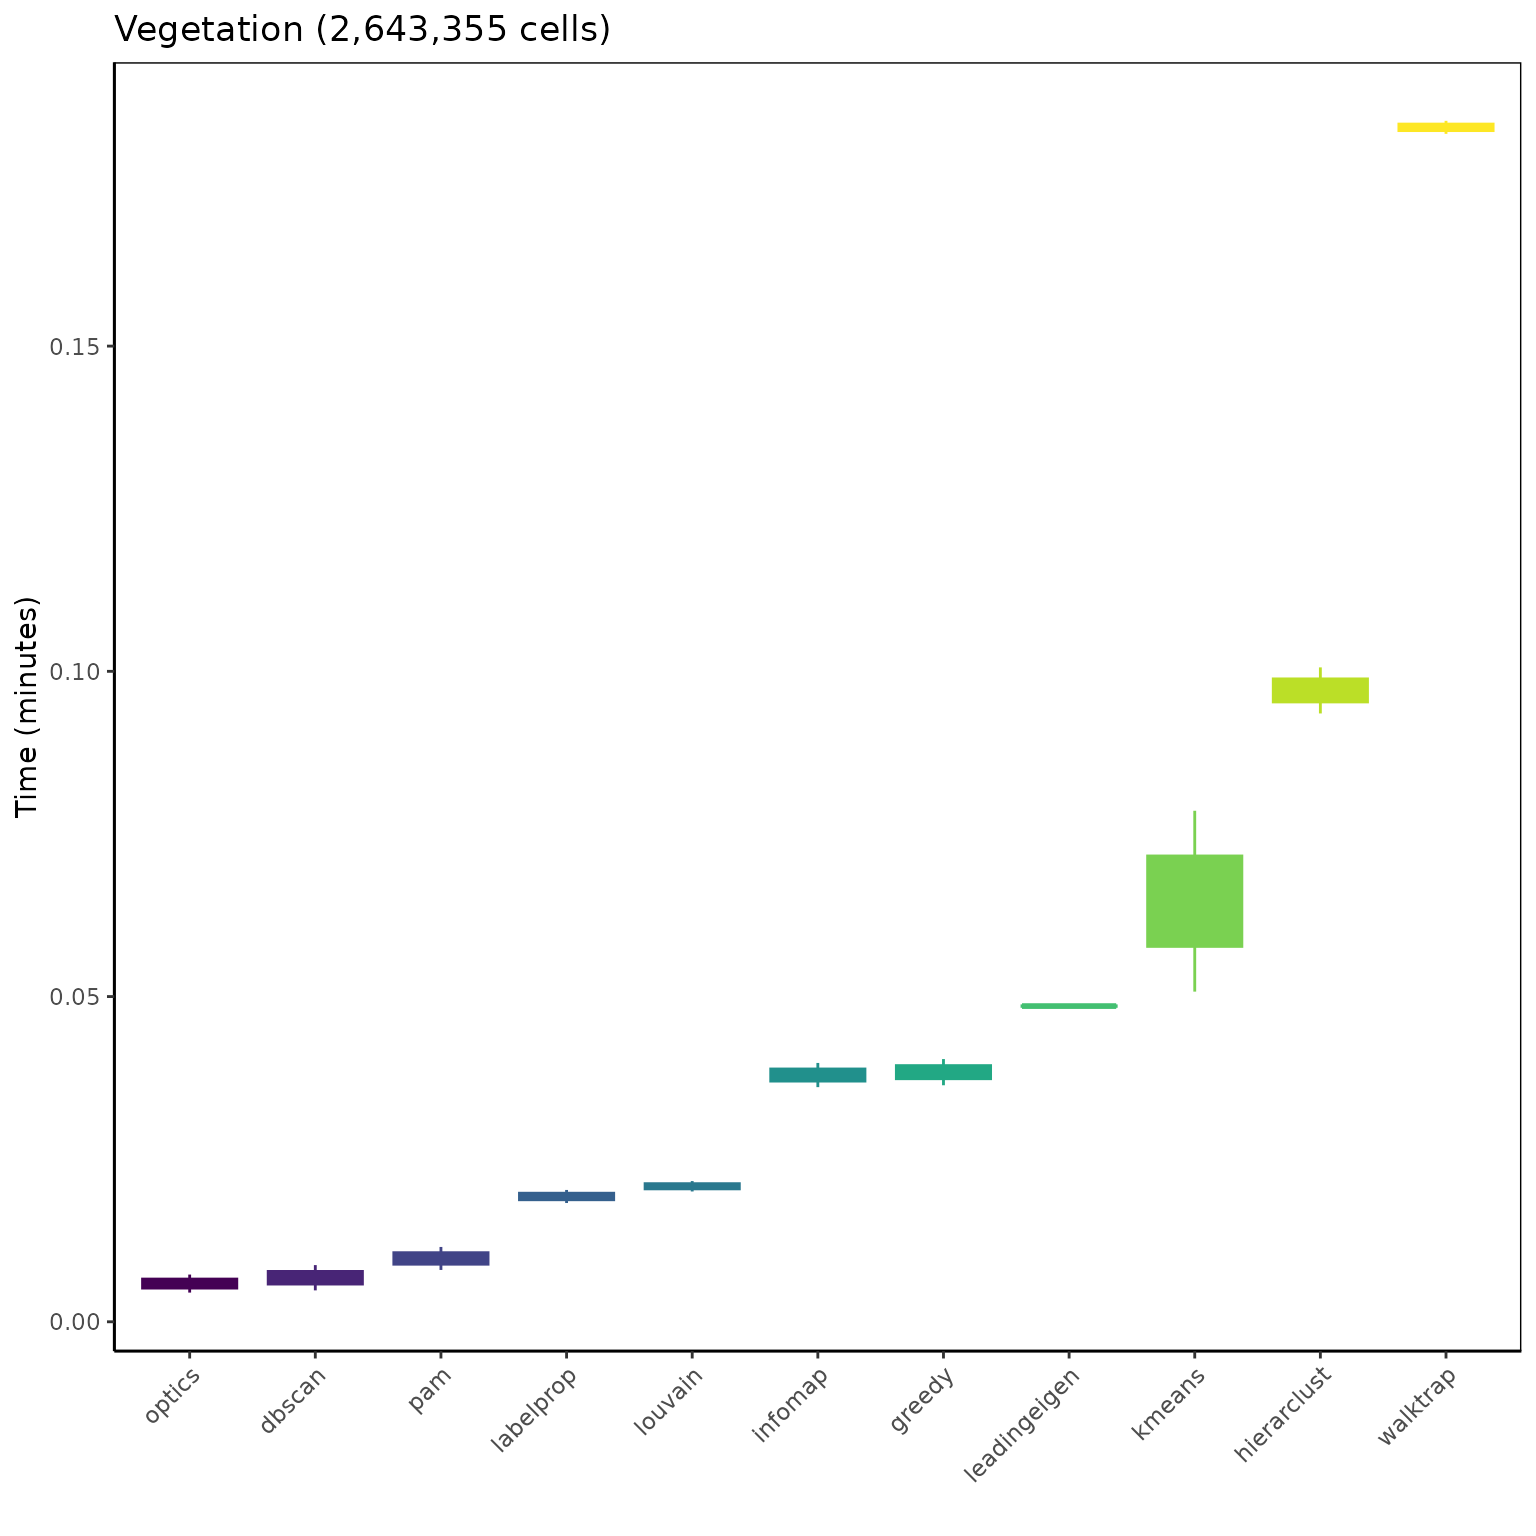 Vegetation (2,643,355 cells)
Time (minutes)
0.15
0.10
0.05
0.00
optics
dbscan
pam
labelprop
louvain
infomap
greedy
leadingeigen
kmeans
hierarclust
walktrap